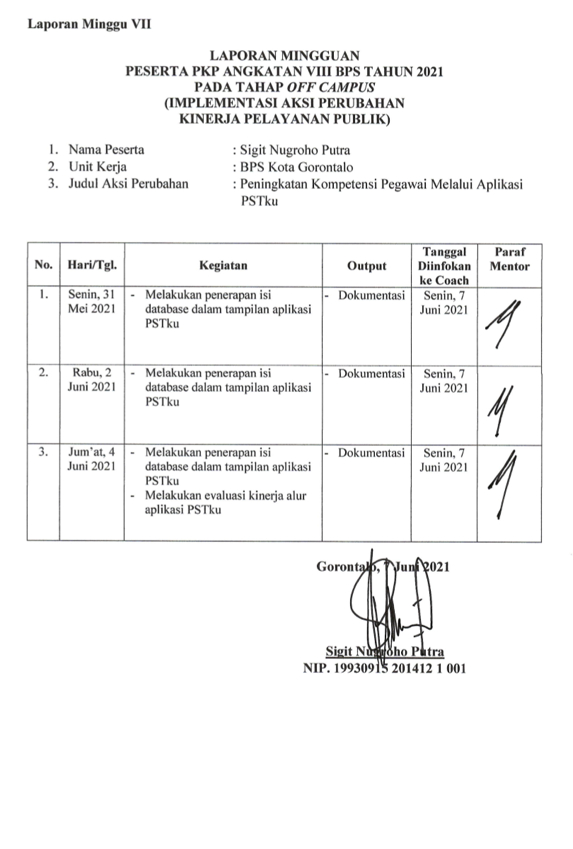 Laporan Minggu VII
LAPORAN MINGGUAN
PESERTA PKP ANGKATAN VIII BPS TAHUN 2021
PADA TAHAP OFF CAMPUS
(IMPLEMENTASI AKSI PERUBAHAN
KINERJA PELAYANAN PUBLIK)
1. Nama Peserta : Sigit Nugroho Putra
2. Unit Kerja : BPS Kota Gorontalo
3. Judul Aksi Perubahan : Peningkatan Kompetensi Pegawai Melalui Aplikasi
PSTku
No. Hari/Tgl. Kegiatan Output Tanggal
Diinfokan
ke Coach Paraf
Mentor
1. Senin, 31
Mei 2021 - Melakukan penerapan isi
database dalam tampilan aplikasi
PSTku - Dokumentasi Senin, 7
Juni 2021
2. Rabu, 2
Juni 2021 - Melakukan penerapan isi
database dalam tampilan aplikasi
PSTku - Dokumentasi Senin, 7
Juni 2021
3. Jum'at, 4
Juni 2021 - Melakukan penerapan isi
database dalam tampilan aplikasi
PSTku
- Melakukan evaluasi kinerja alur
aplikasi PSTku - Dokumentasi Senin, 7
Juni 2021
Gorontalo, 7 Juni 2021
Sigit Nugroho Putra
NIP. 19930915 201412 1 001